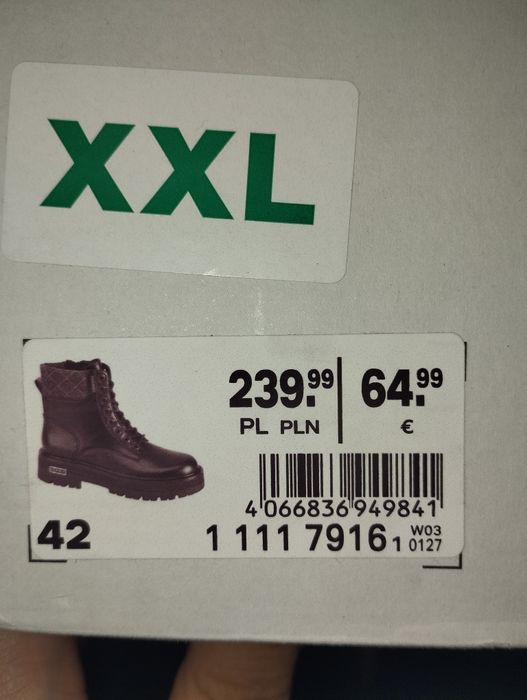 XXL
239.99 64.99
PL PLN €
4 066836 949841
42 1 111 7916 1 W03
0127